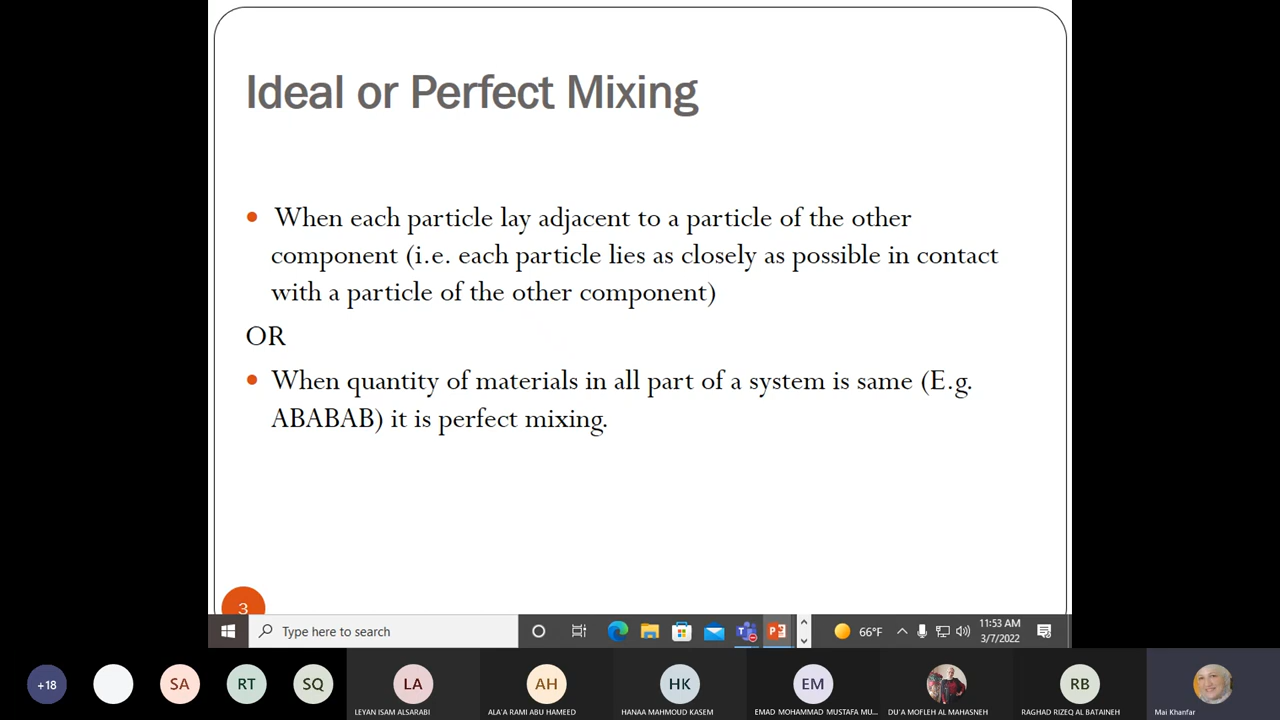 Ideal or Perfect Mixing
• When each particle lay adjacent to a particle of the other
component (i.e. each particle lies as closely as possible in contact
with a particle of the other component)
OR
• When quantity of materials in all part of a system is same (E.g.
ABABAB) it is perfect mixing.
3
Type here to search
66°F
11:53 AM
3/7/2022
+18
SA
RT
SQ
LA
AH
HK
EM
RB
LEYAN ISAM ALSARABI
ALA'A RAMI ABU HAMEED
HANAA MAHMOUD KASEM
EMAD MOHAMMAD MUSTAFA MU...
DU'A MOFLEH AL MAHASNEH
RAGHAD RIZEQ AL BATAINEH
Mai Khanfar